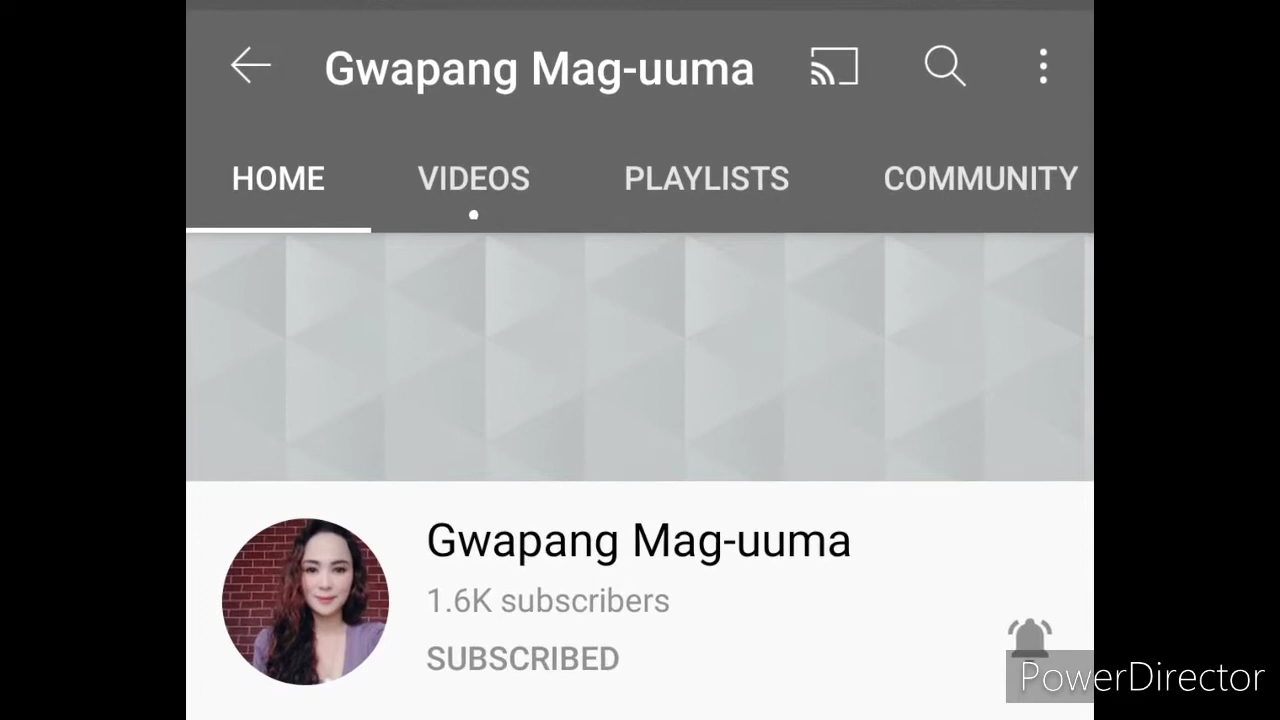 Gwapang Mag-uuma
HOME VIDEOS PLAYLISTS COMMUNITY
Gwapang Mag-uuma
1.6K subscribers
SUBSCRIBED
PowerDirector